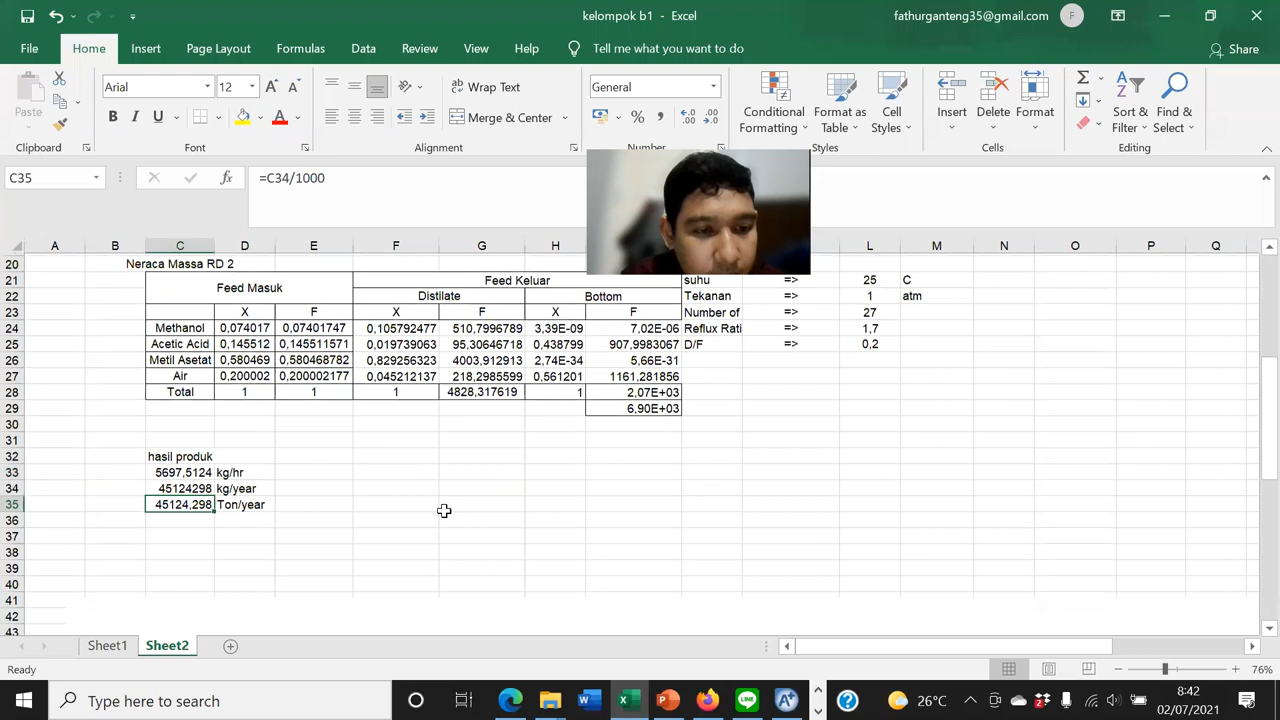 kelompok b1 - Excel
fathurganteng35@gmail.com
F
File Home Insert Page Layout Formulas Data Review View Help Tell me what you want to do Share
Paste
Arial 12
B I U
A A
Wrap Text
Merge & Center
General
% ,
Conditional Formatting
Format as Table
Cell Styles
Insert Delete Format
Sort & Filter
Find & Select
Clipboard Font Alignment Number Styles Cells Editing
C35 fx =C34/1000
A B C D E F G H J K L M N O P Q
20 Neraca Massa RD 2
21 Feed Masuk Feed Keluar suhu => 25 C
22 Distilate Bottom Tekanan => 1 atm
23 X F X F X F Number of => 27
24 Methanol 0,074017 0,07401747 0,105792477 510,7996789 3,39E-09 7,02E-06 Reflux Rati => 1,7
25 Acetic Acid 0,145512 0,145511571 0,019739063 95,30646718 0,438799 907,9983067 D/F => 0,2
26 Metil Asetat 0,580469 0,580468782 0,829256323 4003,912913 2,74E-34 5,66E-31
27 Air 0,200002 0,200002177 0,045212137 218,2985599 0,561201 1161,281856
28 Total 1 1 1 4828,317619 1 2,07E+03
29 6,90E+03
30
31
32 hasil produk
33 5697,5124 kg/hr
34 45124298 kg/year
35 45124,298 Ton/year
36
37
38
39
40
41
42
43
Sheet1 Sheet2
Ready 76%
Type here to search
26°C
8:42
02/07/2021